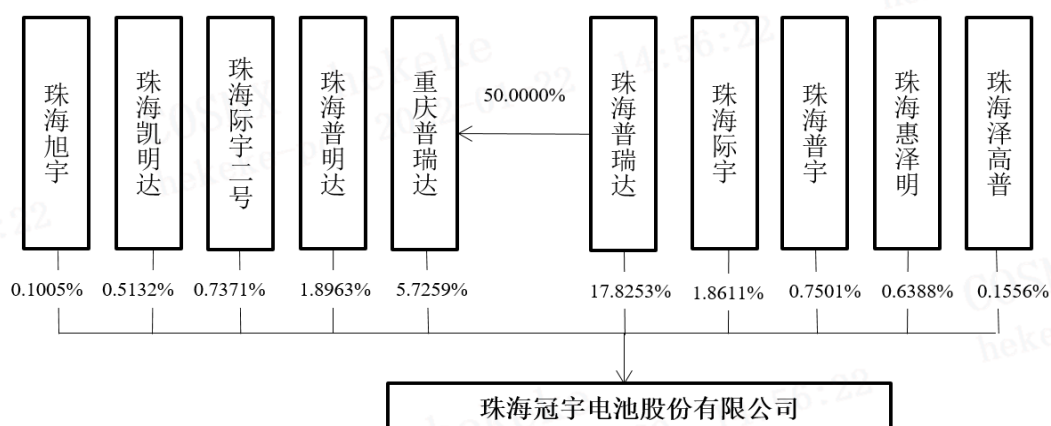 珠海旭宇
珠海凯明达
珠海际宇二号
珠海普明达
重庆普瑞达
50.0000%
珠海普瑞达
珠海际宇
珠海普宇
珠海惠泽明
珠海泽高普
0.1005%
0.5132%
0.7371%
1.8963%
5.7259%
17.8253%
1.8611%
0.7501%
0.6388%
0.1556%
珠海冠宇电池股份有限公司